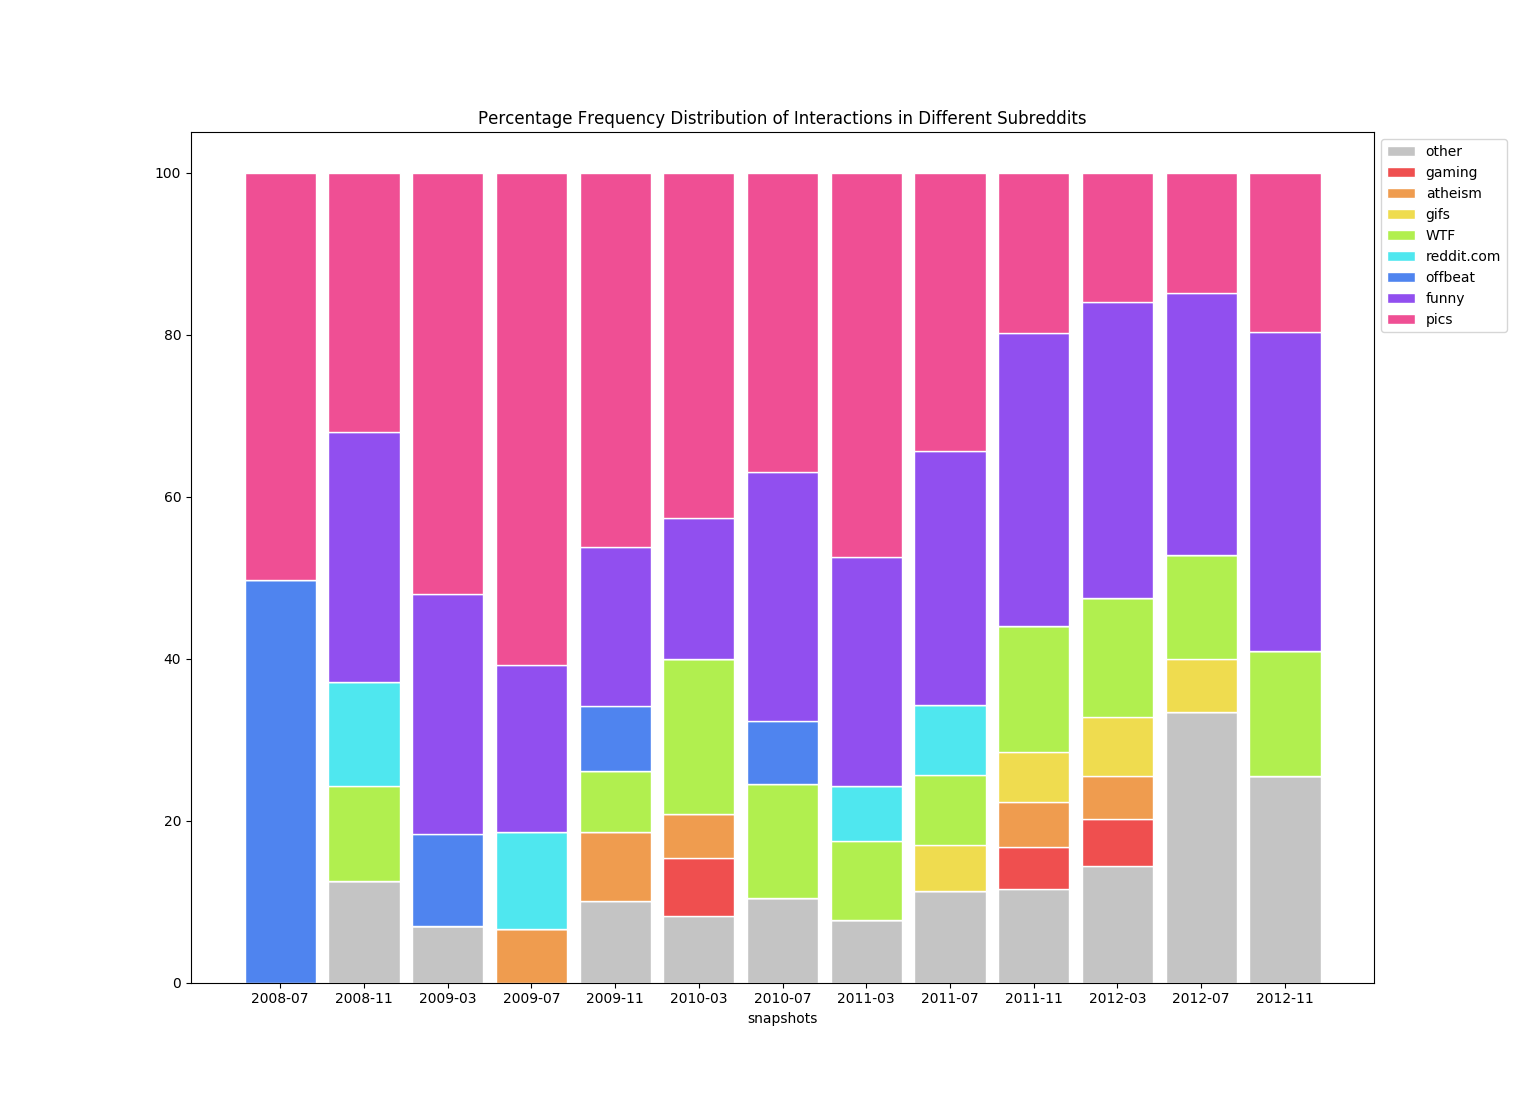 Percentage Frequency Distribution of Interactions in Different Subreddits
100
80
60
40
20
0
2008-07 2008-11 2009-03 2009-07 2009-11 2010-03 2010-07 2011-03 2011-07 2011-11 2012-03 2012-07 2012-11
snapshots
other
gaming
atheism
gifs
WTF
reddit.com
offbeat
funny
pics